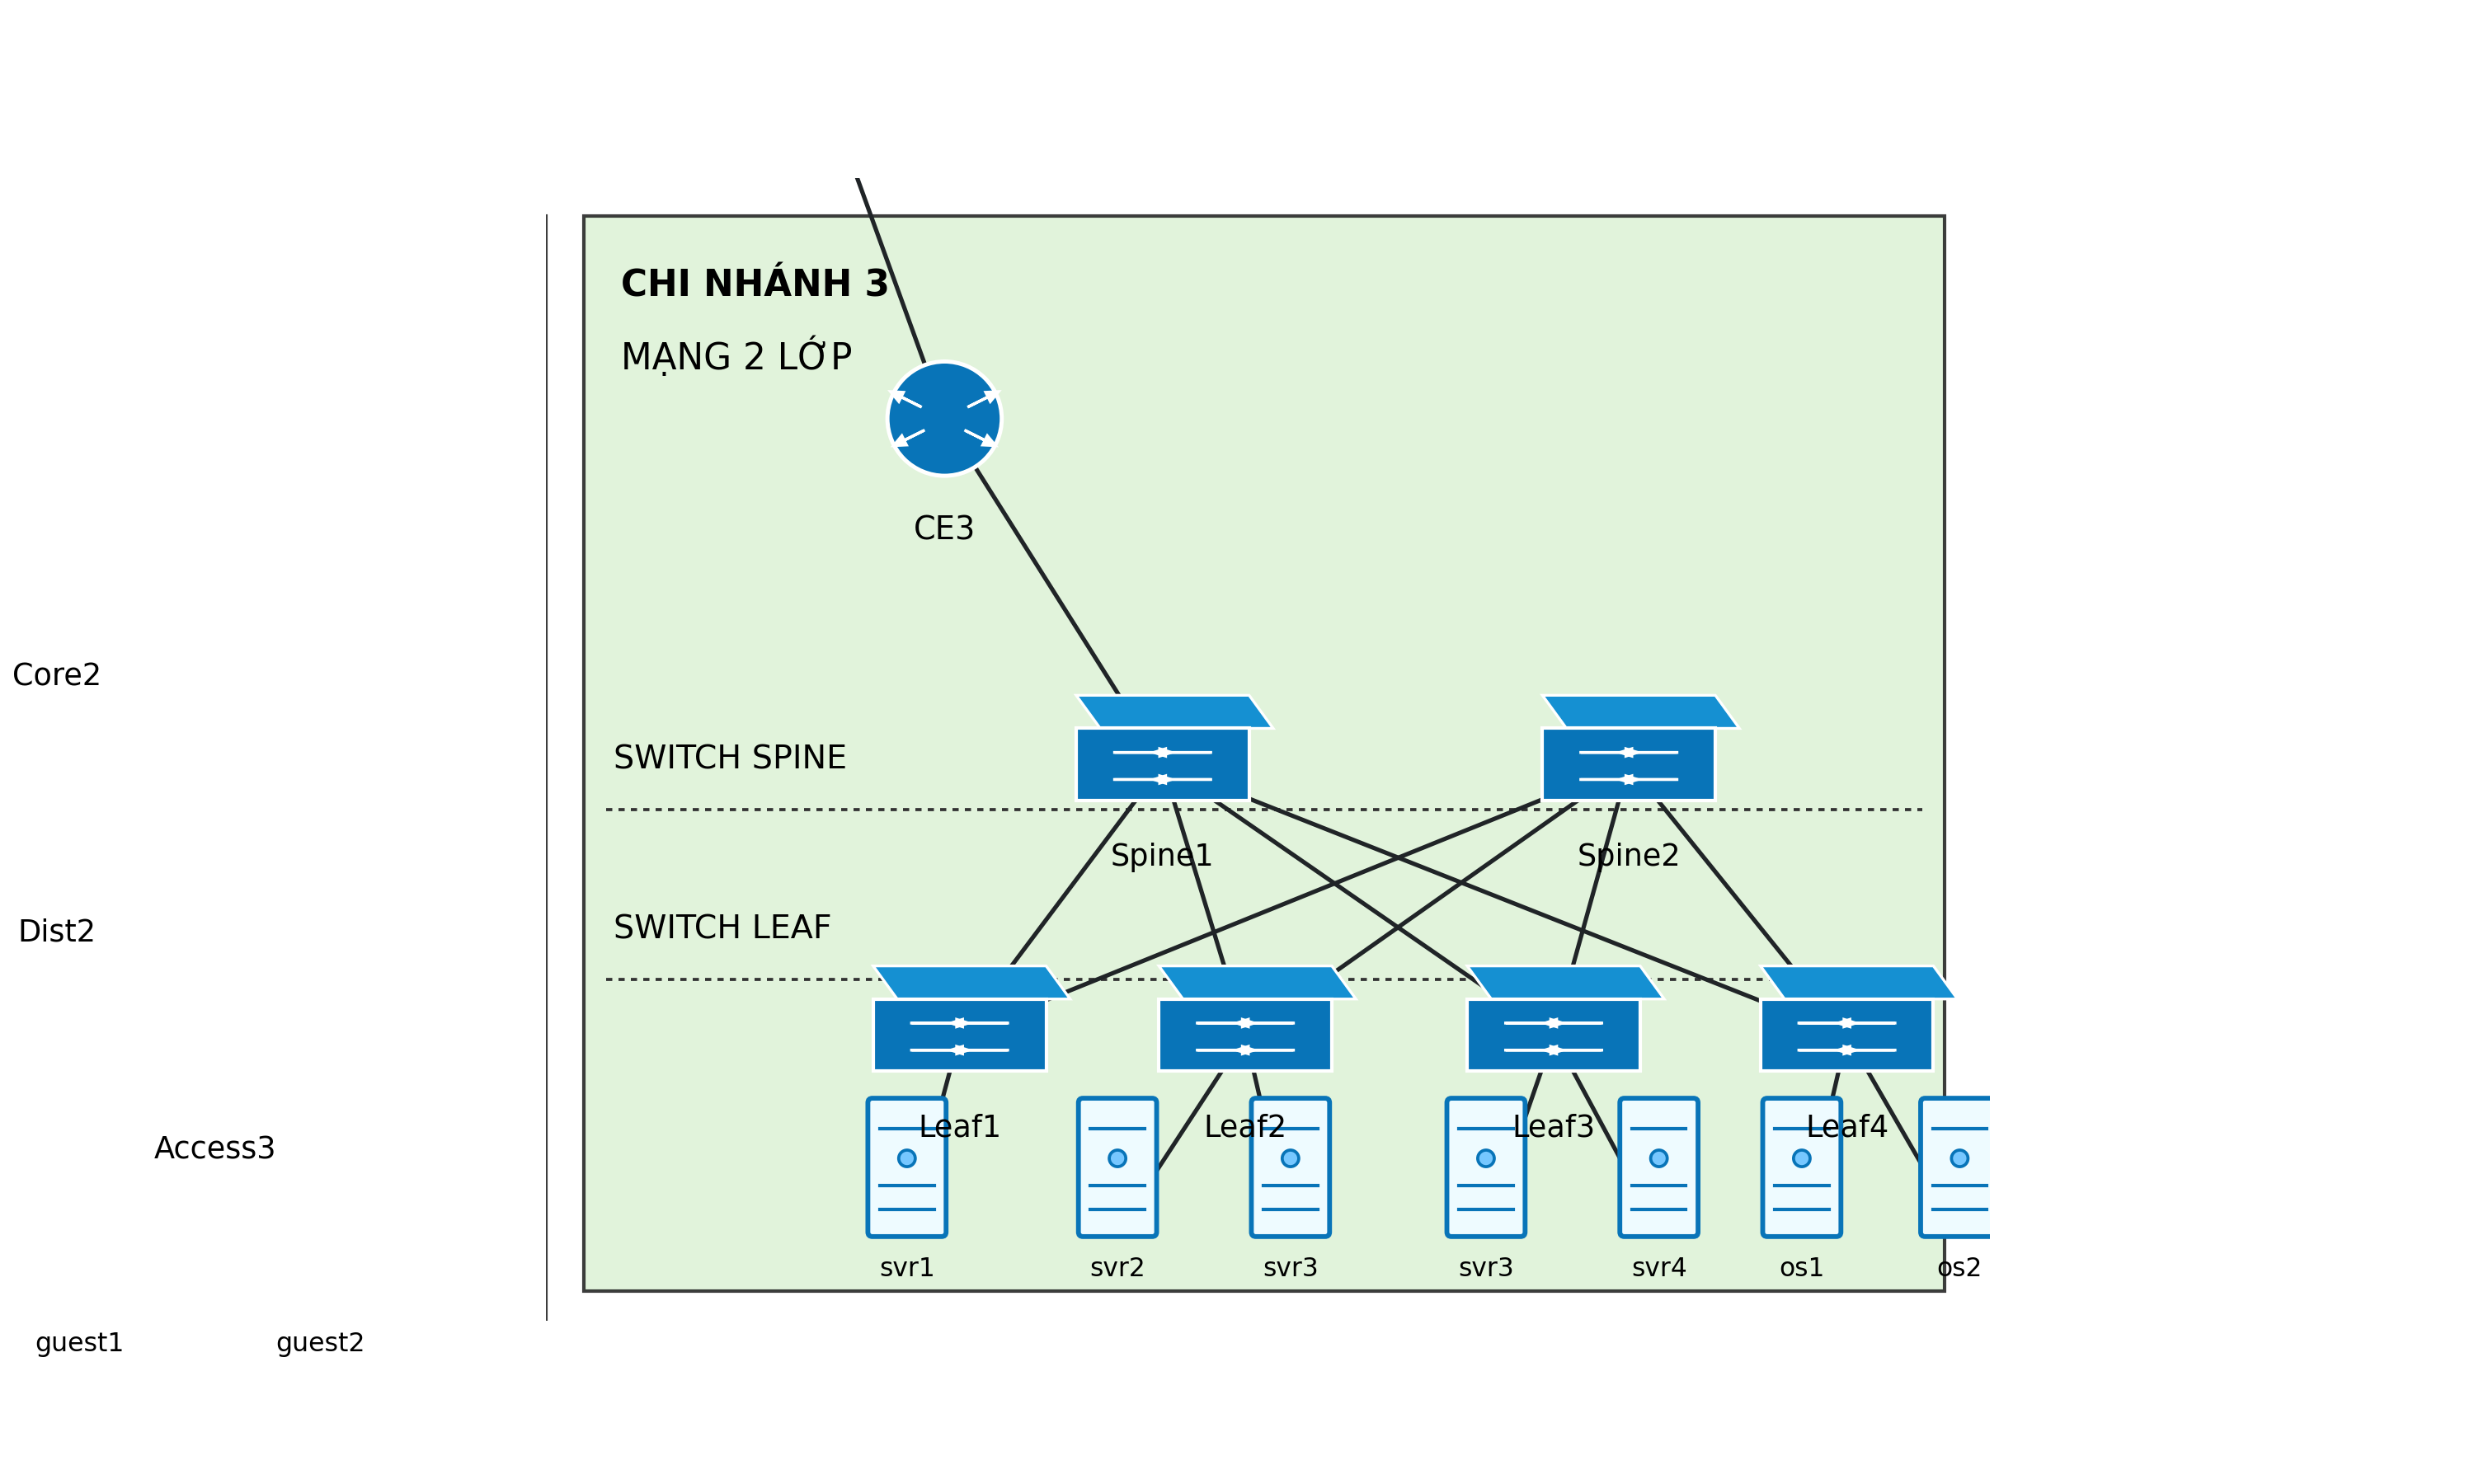 CHI NHÁNH 3
MẠNG 2 LỚP
CE3
Core2
SWITCH SPINE
Spine1
Spine2
Dist2
SWITCH LEAF
Access3
Leaf1
Leaf2
Leaf3
Leaf4
svr1
svr2
svr3
svr3
svr4
os1
os2
guest1
guest2